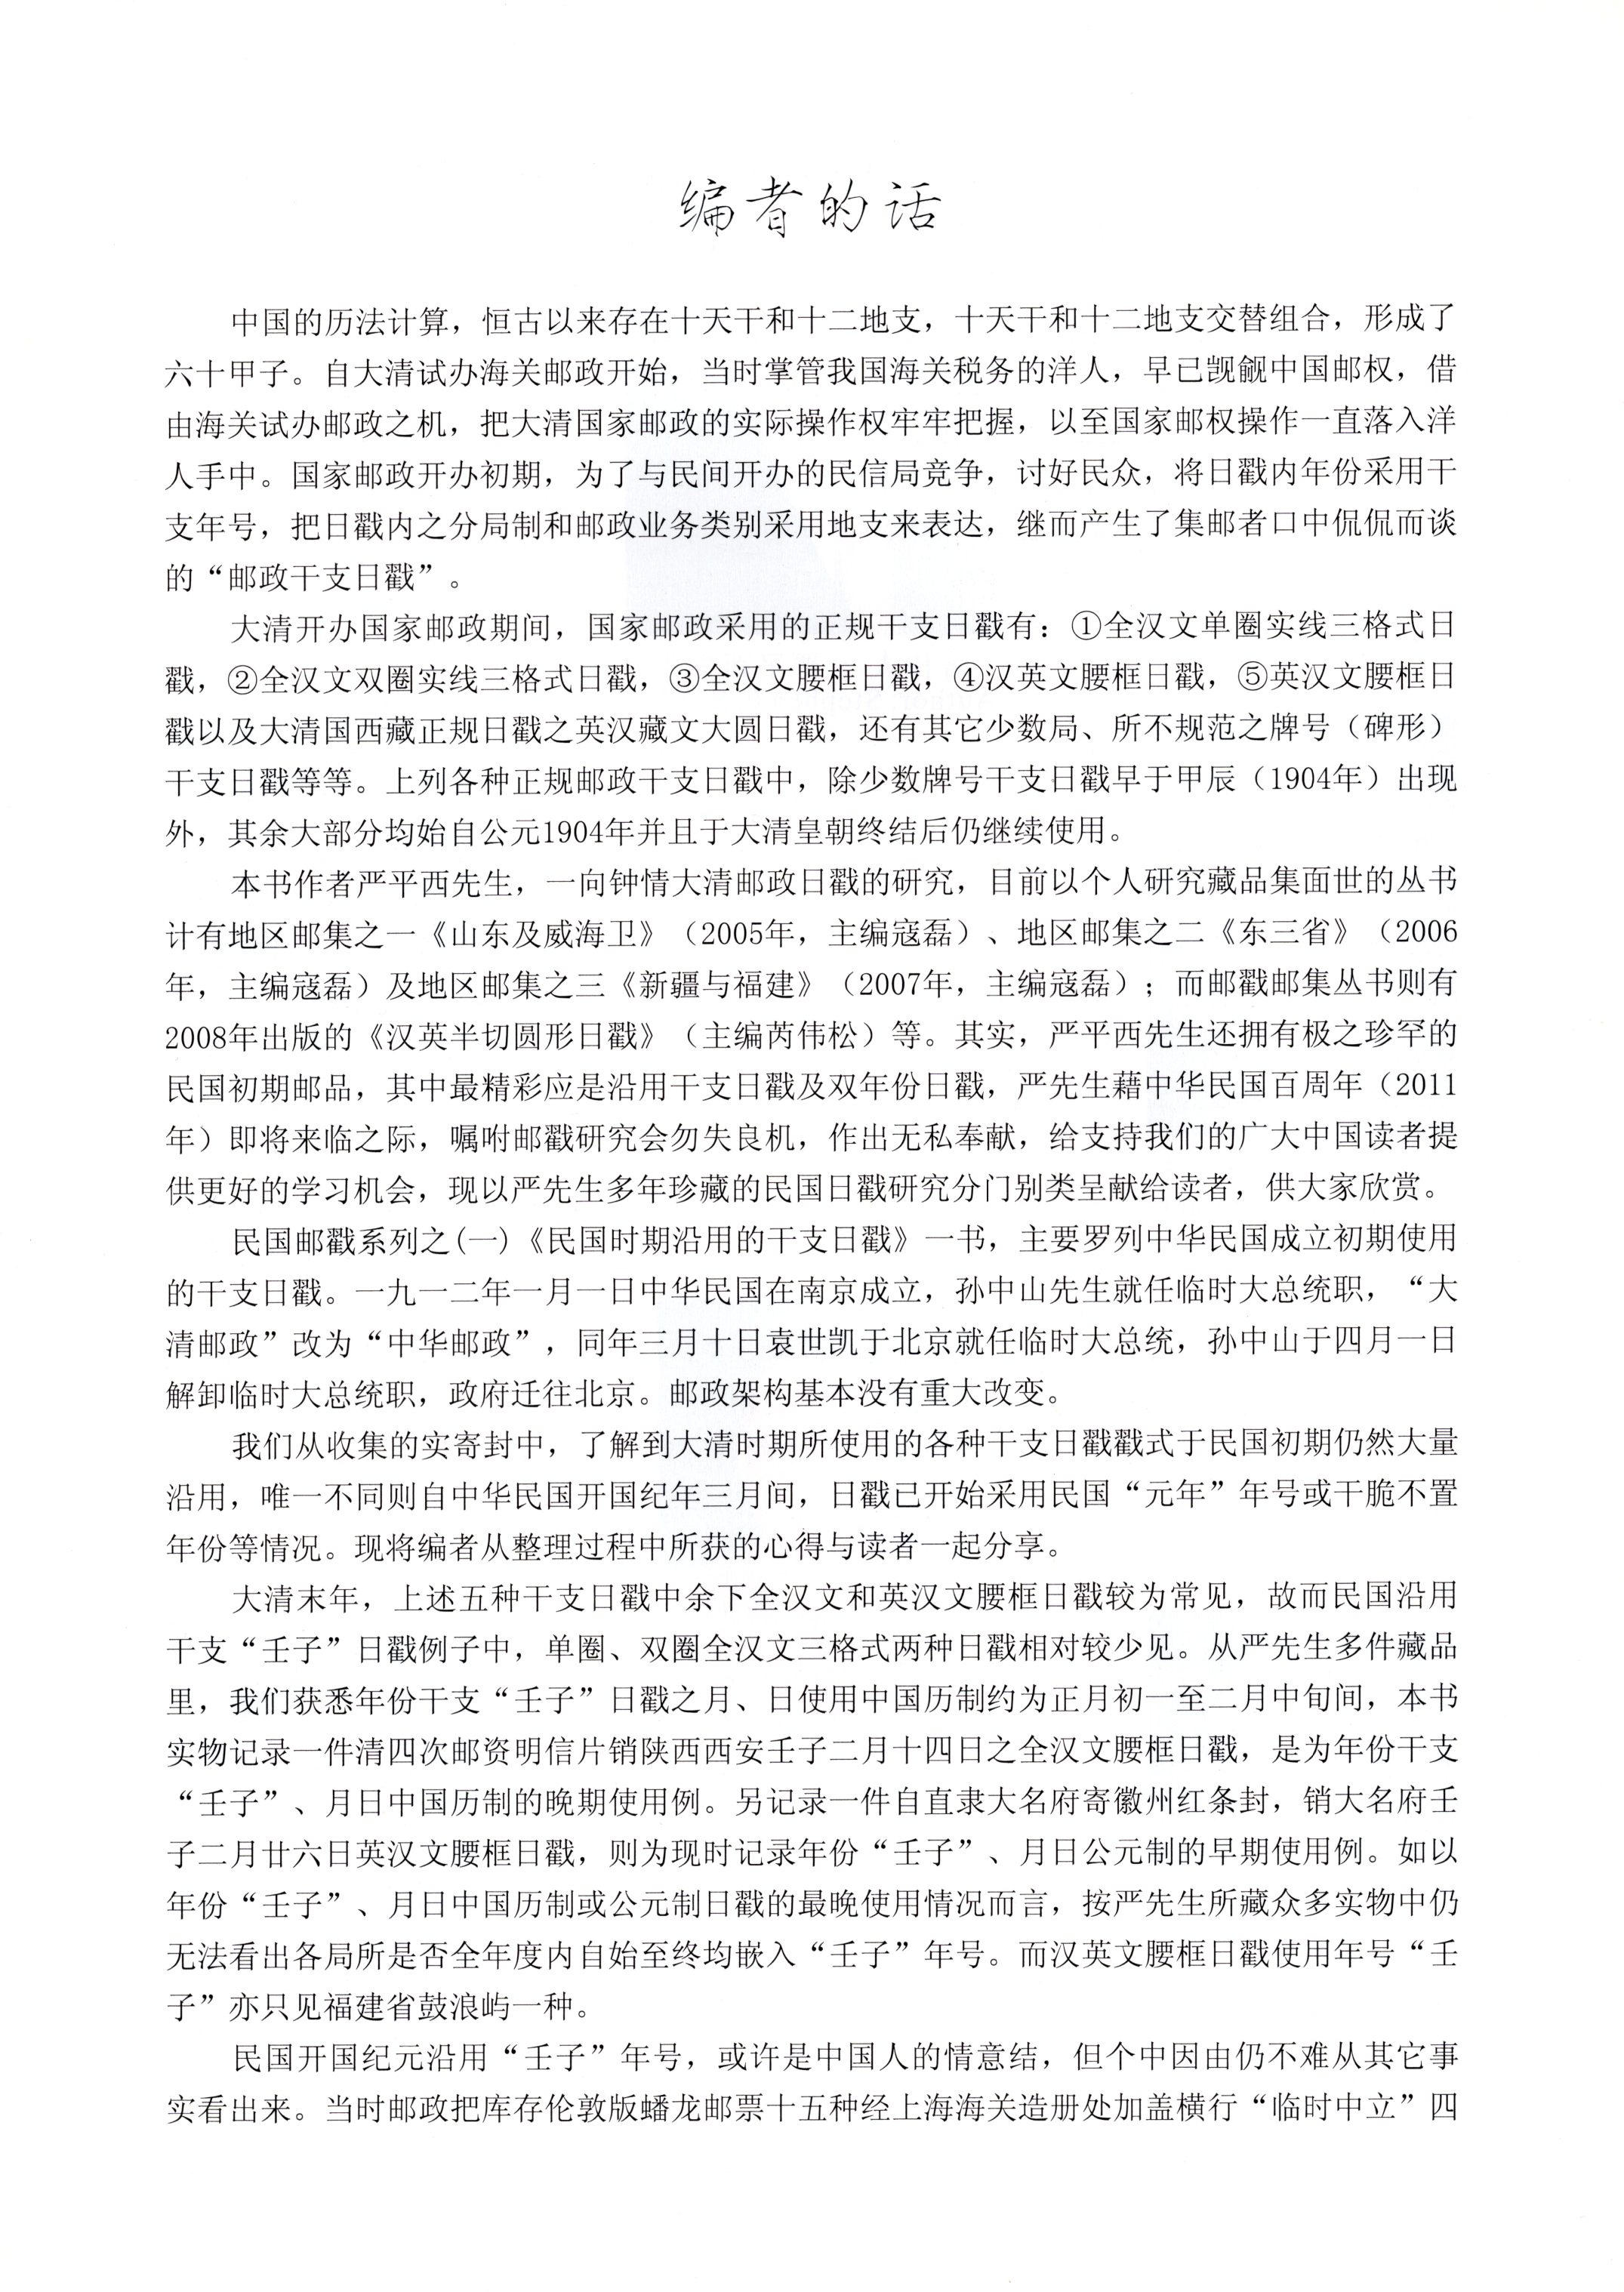 编者的话
中国的历法计算，恒古以来存在十天干和十二地支，十天干和十二地支交替组合，形成了
六十甲子。自大清试办海关邮政开始，当时掌管我国海关税务的洋人，早已觊觎中国邮权，借
由海关试办邮政之机，把大清国家邮政的实际操作权牢牢把握，以至国家邮权操作一直落入洋
人手中。国家邮政开办初期，为了与民间开办的民信局竞争，讨好民众，将日戳内年份采用干
支年号，把日戳内之分局制和邮政业务类别采用地支来表达，继而产生了集邮者口中侃侃而谈
的“邮政干支日戳”。
大清开办国家邮政期间，国家邮政采用的正规干支日戳有：①全汉文单圈实线三格式日
戳，②全汉文双圈实线三格式日戳，③全汉文腰框日戳，④汉英文腰框日戳，⑤英汉文腰框日
戳以及大清国西藏正规日戳之英汉藏文大圆日戳，还有其它少数局、所不规范之牌号（碑形）
干支日戳等等。上列各种正规邮政干支日戳中，除少数牌号干支日戳早于甲辰（1904年）出现
外，其余大部分均始自公元1904年并且于大清皇朝终结后仍继续使用。
本书作者严平西先生，一向钟情大清邮政日戳的研究，目前以个人研究藏品集面世的丛书
计有地区邮集之一《山东及威海卫》（2005年，主编寇磊）、地区邮集之二《东三省》（2006
年，主编寇磊）及地区邮集之三《新疆与福建》（2007年，主编寇磊）；而邮戳邮集丛书则有
2008年出版的《汉英半切圆形日戳》（主编芮伟松）等。其实，严平西先生还拥有极之珍罕的
民国初期邮品，其中最精彩应是沿用干支日戳及双年份日戳，严先生藉中华民国百周年（2011
年）即将来临之际，嘱咐邮戳研究会勿失良机，作出无私奉献，给支持我们的广大中国读者提
供更好的学习机会，现以严先生多年珍藏的民国日戳研究分门别类呈献给读者，供大家欣赏。
民国邮戳系列之(一)《民国时期沿用的干支日戳》一书，主要罗列中华民国成立初期使用
的干支日戳。一九一二年一月一日中华民国在南京成立，孙中山先生就任临时大总统职，“大
清邮政”改为“中华邮政”，同年三月十日袁世凯于北京就任临时大总统，孙中山于四月一日
解卸临时大总统职，政府迁往北京。邮政架构基本没有重大改变。
我们从收集的实寄封中，了解到大清时期所使用的各种干支日戳戳式于民国初期仍然大量
沿用，唯一不同则自中华民国开国纪年三月间，日戳已开始采用民国“元年”年号或干脆不置
年份等情况。现将编者从整理过程中所获的心得与读者一起分享。
大清末年，上述五种干支日戳中余下全汉文和英汉文腰框日戳较为常见，故而民国沿用
干支“壬子”日戳例子中，单圈、双圈全汉文三格式两种日戳相对较少见。从严先生多件藏品
里，我们获悉年份干支“壬子”日戳之月、日使用中国历制约为正月初一至二月中旬间，本书
实物记录一件清四次邮资明信片销陕西西安壬子二月十四日之全汉文腰框日戳，是为年份干支
“壬子”、月日中国历制的晚期使用例。另记录一件自直隶大名府寄徽州红条封，销大名府壬
子二月廿六日英汉文腰框日戳，则为现时记录年份“壬子”、月日公元制的早期使用例。如以
年份“壬子”、月日中国历制或公元制日戳的最晚使用情况而言，按严先生所藏众多实物中仍
无法看出各局所是否全年度内自始至终均嵌入“壬子”年号。而汉英文腰框日戳使用年号“壬
子”亦只见福建省鼓浪屿一种。
民国开国纪元沿用“壬子”年号，或许是中国人的情意结，但个中因由仍不难从其它事
实看出来。当时邮政把库存伦敦版蟠龙邮票十五种经上海海关造册处加盖横行“临时中立”四